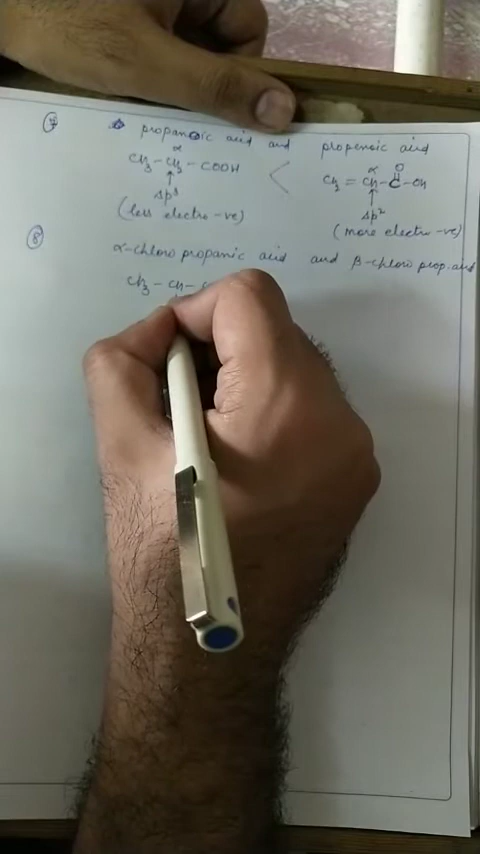 ⑦ propanoic acid and propenoic acid
CH3 - CH2 - COOH < CH2 = CH - C - OH
α α O
sp3 sp2
(less electro -ve) (more electro -ve)
⑧ α-chloro propanic acid and β-chloro prop. acid
CH3 - CH -